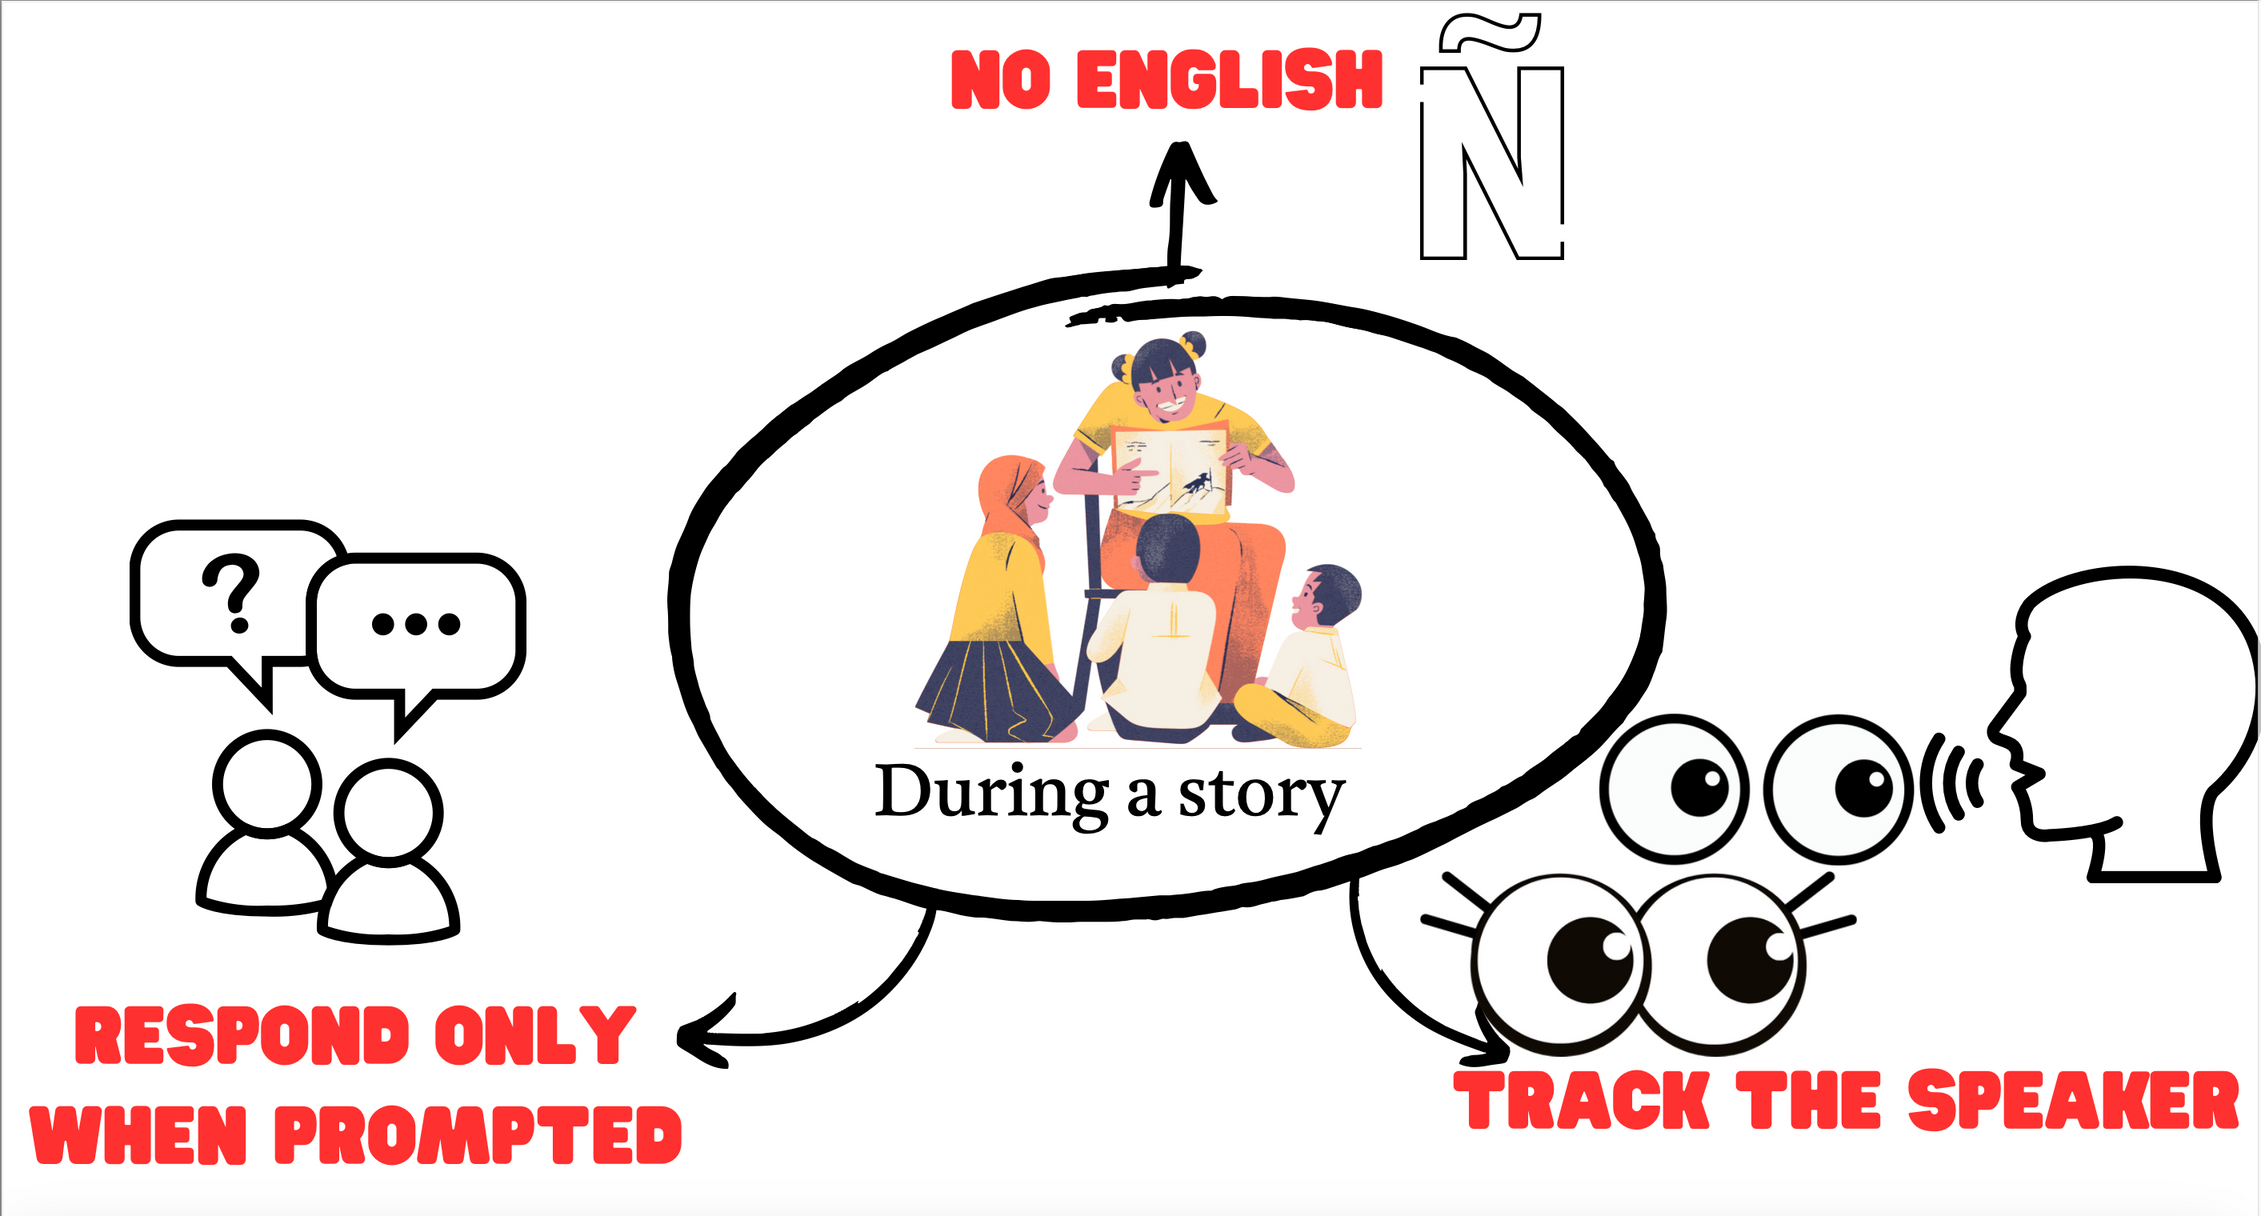 NO ENGLISH
Ñ
?
During a story
RESPOND ONLY
WHEN PROMPTED
TRACK THE SPEAKER